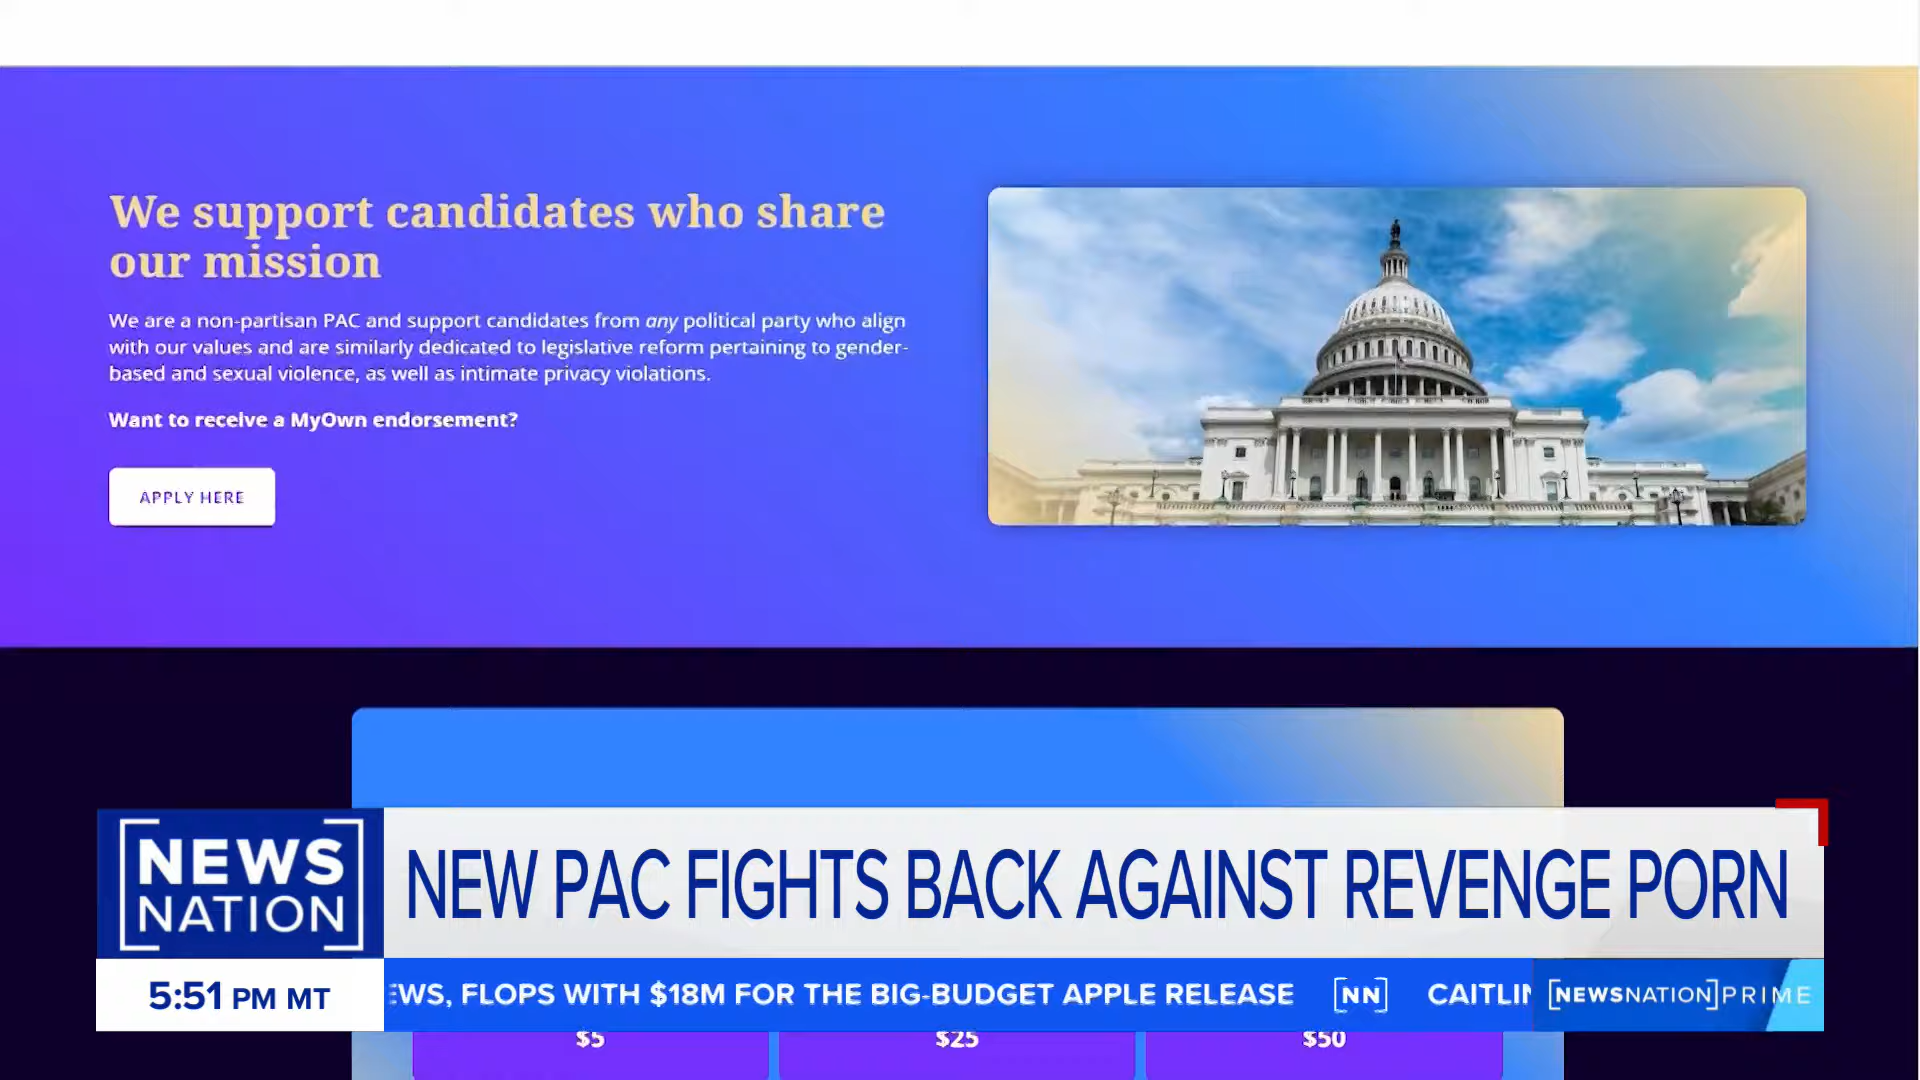 We support candidates who share
our mission
We are a non-partisan PAC and support candidates from any political party who align
with our values and are similarly dedicated to legislative reform pertaining to gender-
based and sexual violence, as well as intimate privacy violations.
Want to receive a MyOwn endorsement?
APPLY HERE
NEWS
NATION
NEW PAC FIGHTS BACK AGAINST REVENGE PORN
5:51 PM MT
EWS, FLOPS WITH $18M FOR THE BIG-BUDGET APPLE RELEASE [NN] CAITLIN
[NEWSNATION]PRIME
$5 $25 $50